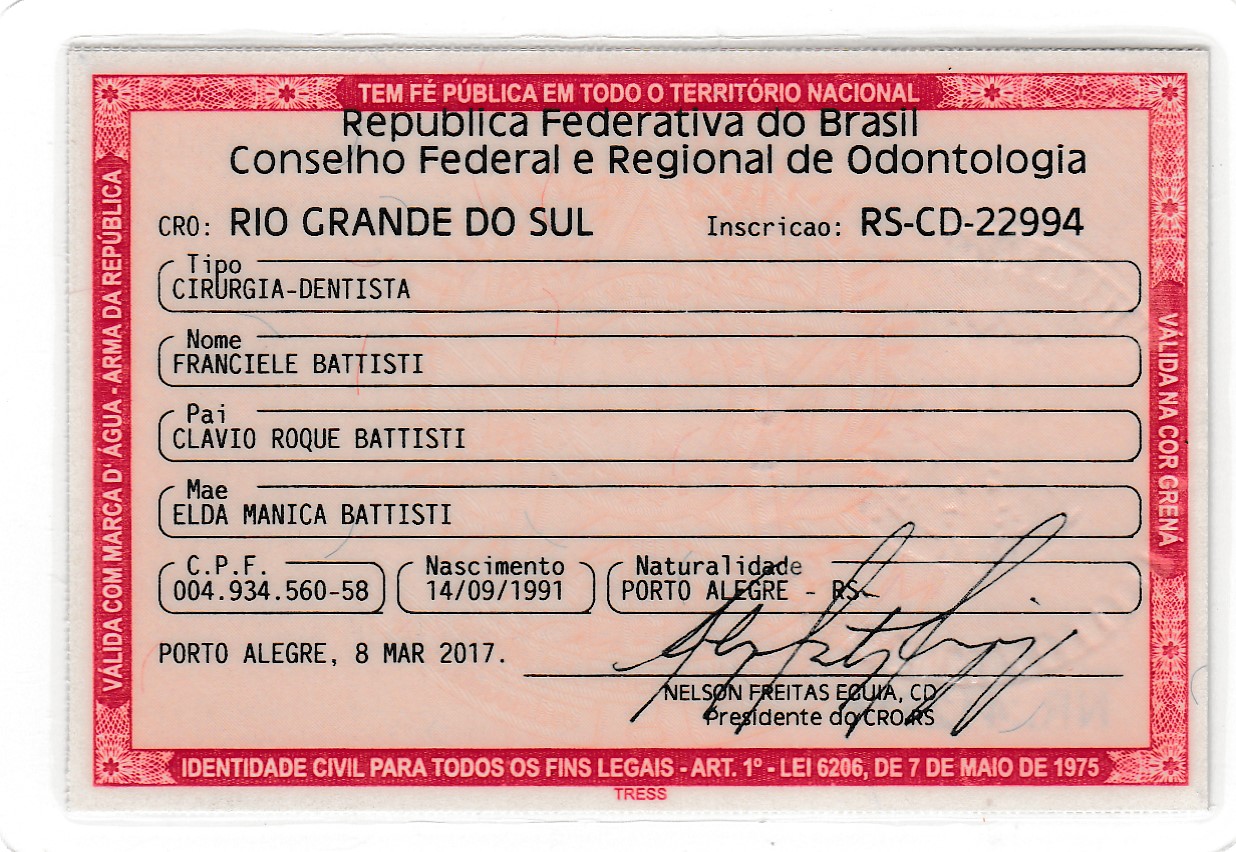 TEM FÉ PÚBLICA EM TODO O TERRITÓRIO NACIONAL
Republica Federativa do Brasil
Conselho Federal e Regional de Odontologia
CRO: RIO GRANDE DO SUL Inscricao: RS-CD-22994
Tipo
CIRURGIA-DENTISTA
Nome
FRANCIELE BATTISTI
Pai
CLAVIO ROQUE BATTISTI
Mae
ELDA MANICA BATTISTI
C.P.F. Nascimento Naturalidade
004.934.560-58 14/09/1991 PORTO ALEGRE - RS
PORTO ALEGRE, 8 MAR 2017.
NELSON FREITAS EGUIA, CD
Presidente do CRO.RS
VÁLIDA COM MARCA D' ÁGUA - ARMA DA REPÚBLICA
VÁLIDA NA COR GRENÁ
IDENTIDADE CIVIL PARA TODOS OS FINS LEGAIS - ART. 1º - LEI 6206, DE 7 DE MAIO DE 1975
TRESS